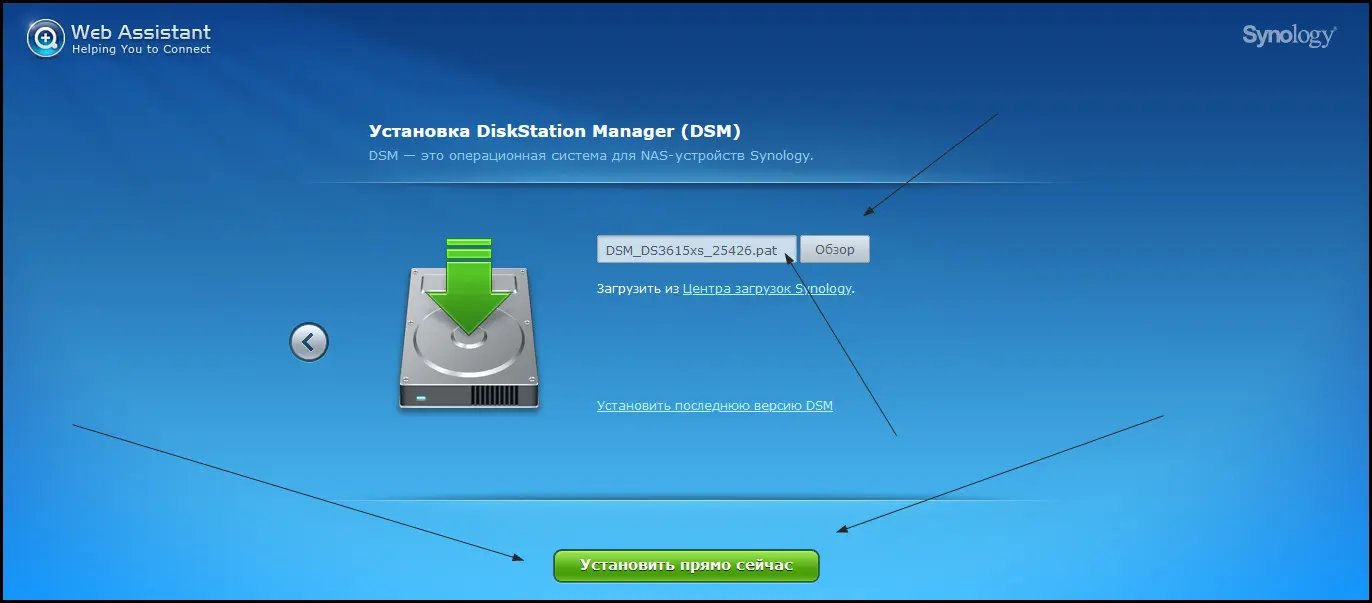 Web Assistant
Helping You to Connect
Synology
Установка DiskStation Manager (DSM)
DSM — это операционная система для NAS-устройств Synology.
DSM_DS3615xs_25426.pat
Обзор
Загрузить из Центра загрузок Synology.
Установить последнюю версию DSM
Установить прямо сейчас